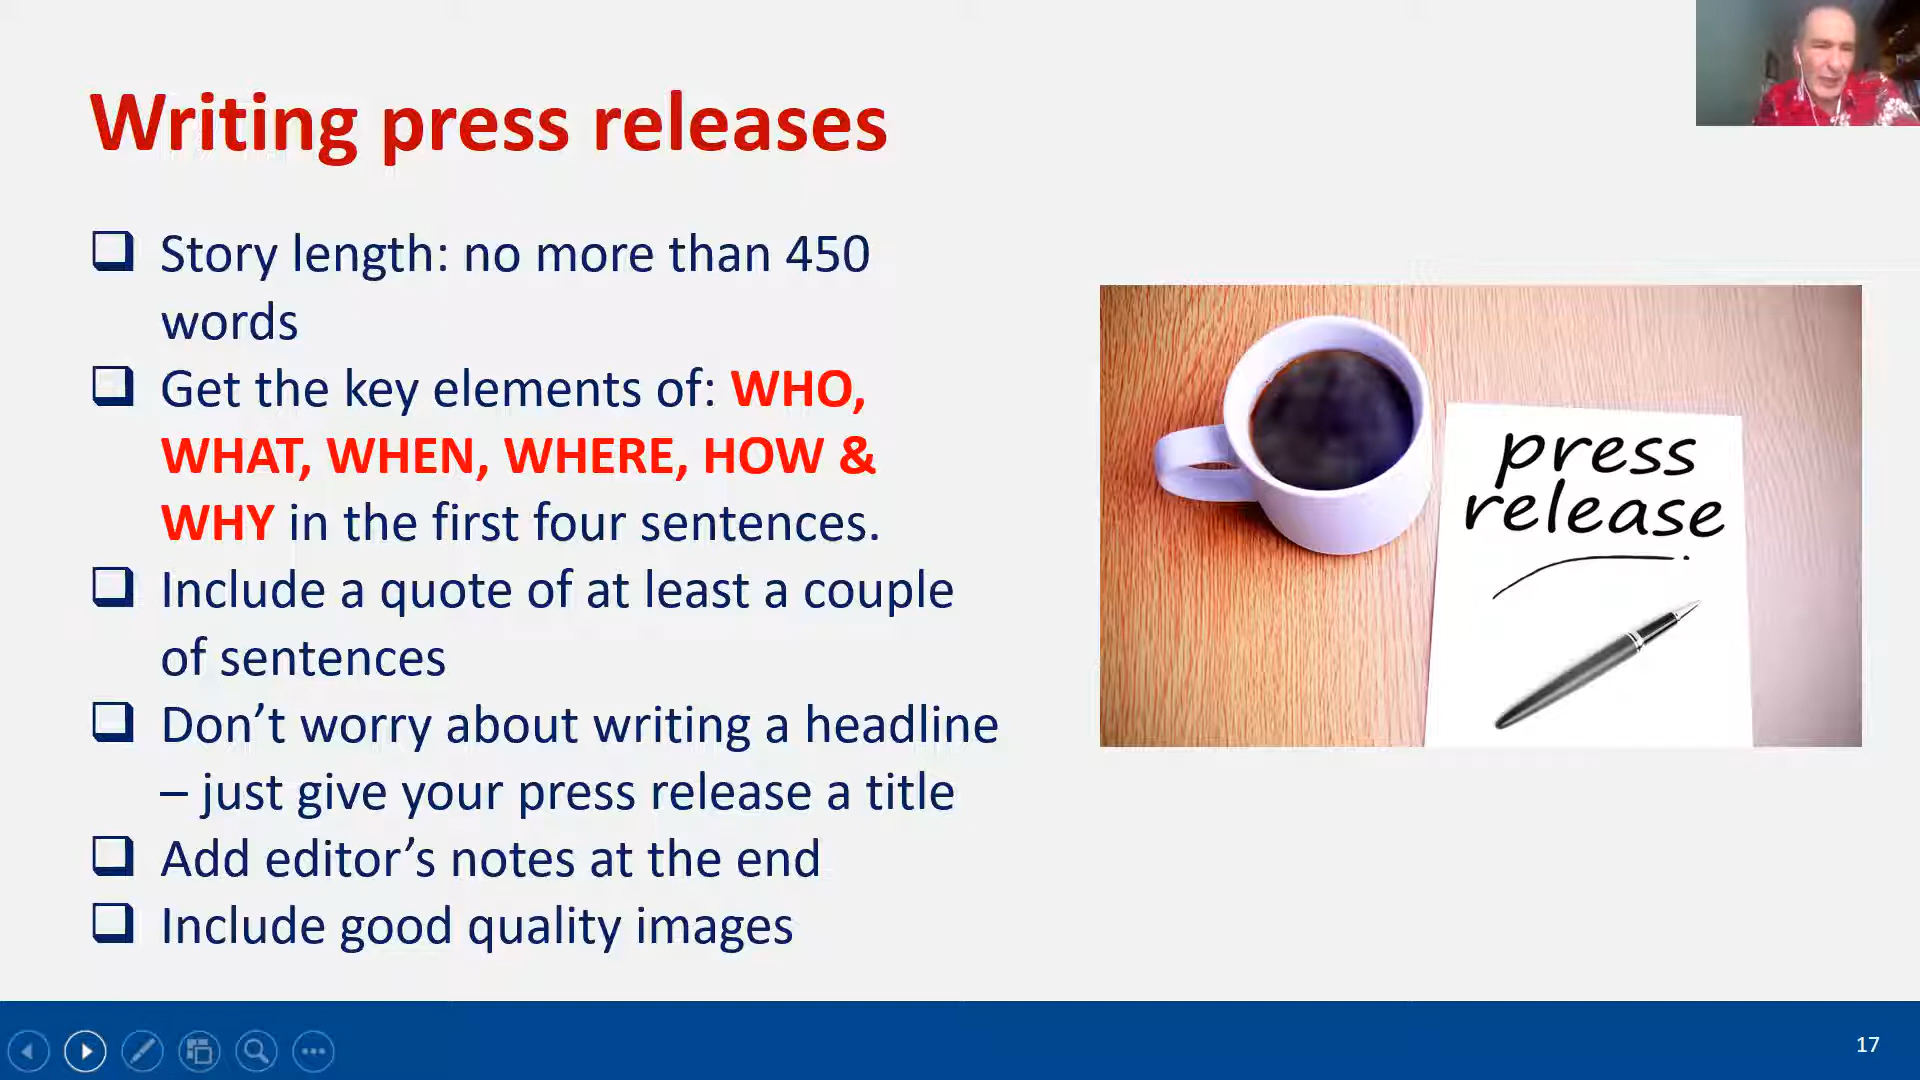 Writing press releases
Story length: no more than 450
words
Get the key elements of: WHO,
WHAT, WHEN, WHERE, HOW &
WHY in the first four sentences.
Include a quote of at least a couple
of sentences
Don’t worry about writing a headline
– just give your press release a title
Add editor’s notes at the end
Include good quality images
press
release
17